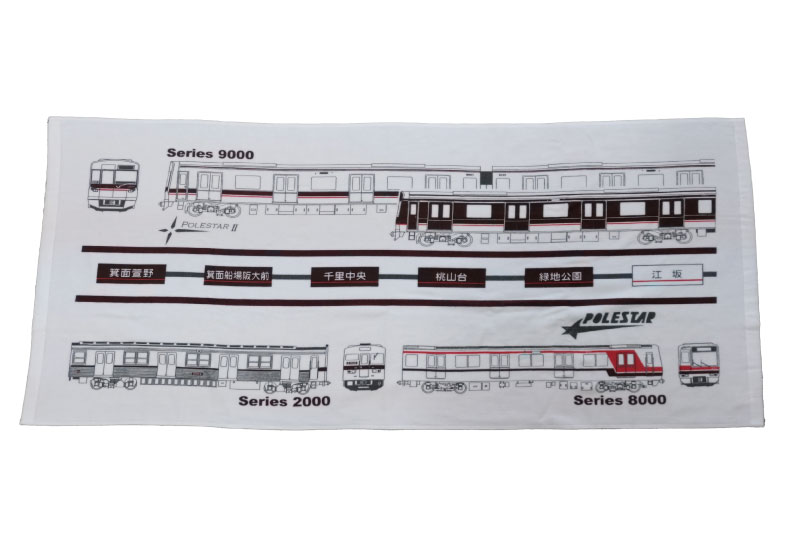 Series 9000
POLESTAR II
箕面萱野
箕面船場阪大前
千里中央
桃山台
緑地公園
江坂
POLESTAR
Series 2000
Series 8000